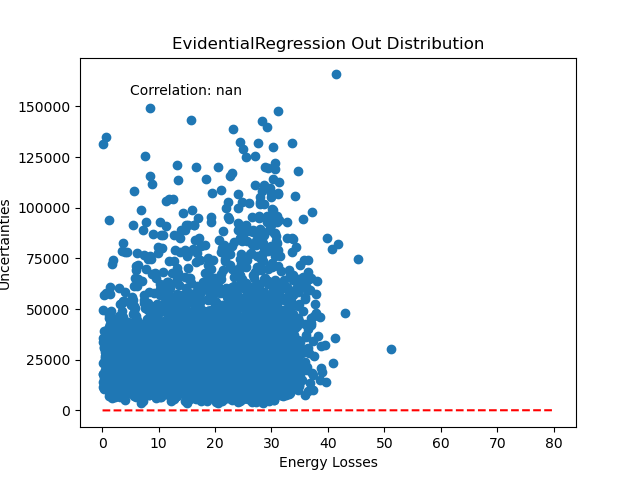 EvidentialRegression Out Distribution
Correlation: nan
150000
125000
100000
75000
50000
25000
0
Uncertainties
0 10 20 30 40 50 60 70 80
Energy Losses